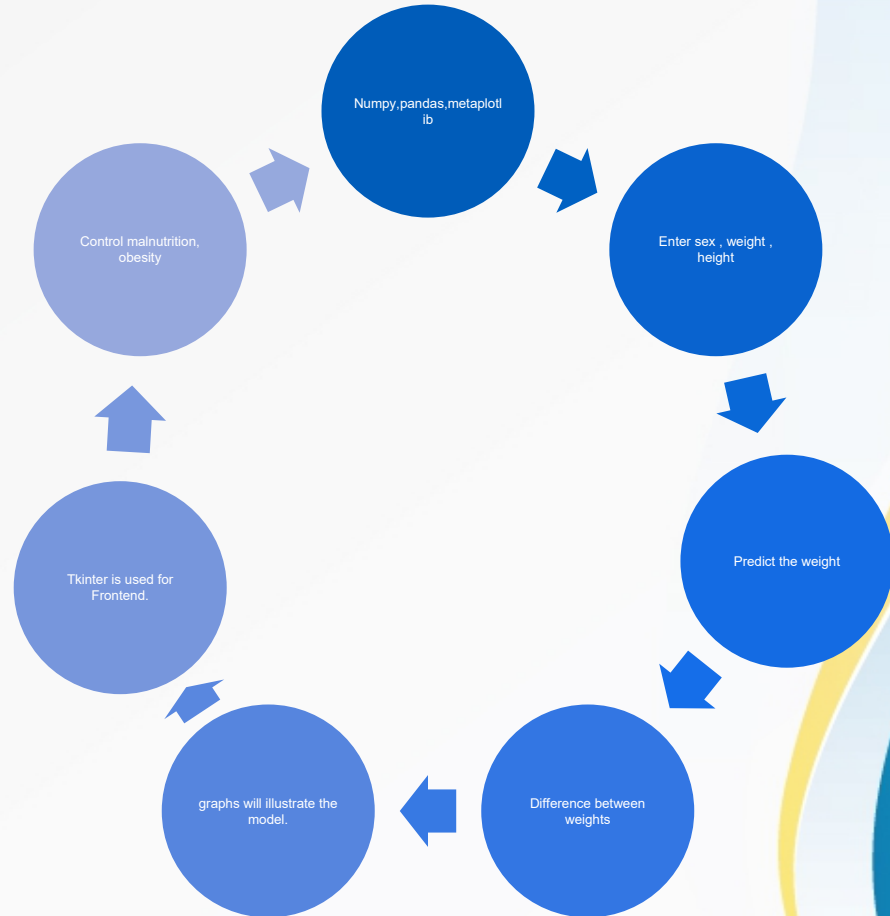 Numpy,pandas,metaplotl
ib
Enter sex , weight ,
height
Predict the weight
Difference between
weights
graphs will illustrate the
model.
Tkinter is used for
Frontend.
Control malnutrition,
obesity